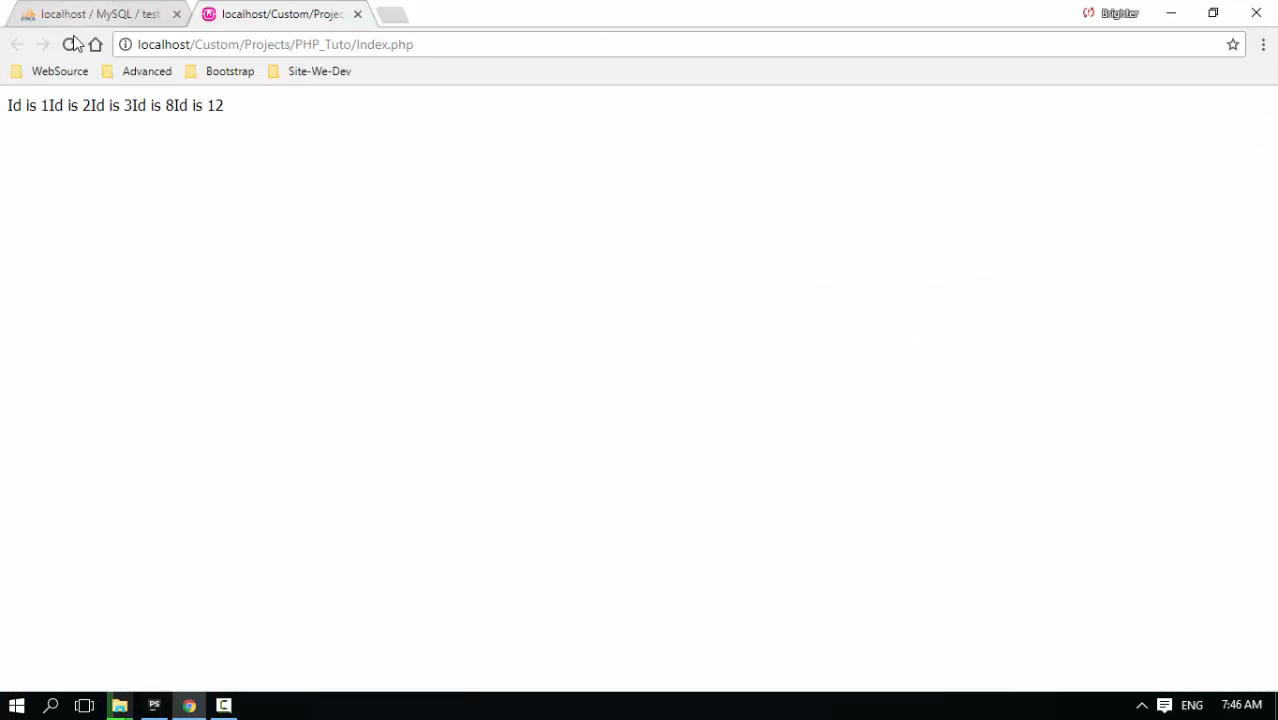 localhost / MySQL / test
localhost/Custom/Projec
Brighter
localhost/Custom/Projects/PHP_Tuto/Index.php
WebSource
Advanced
Bootstrap
Site-We-Dev
Id is 1Id is 2Id is 3Id is 8Id is 12
PS
ENG
7:46 AM